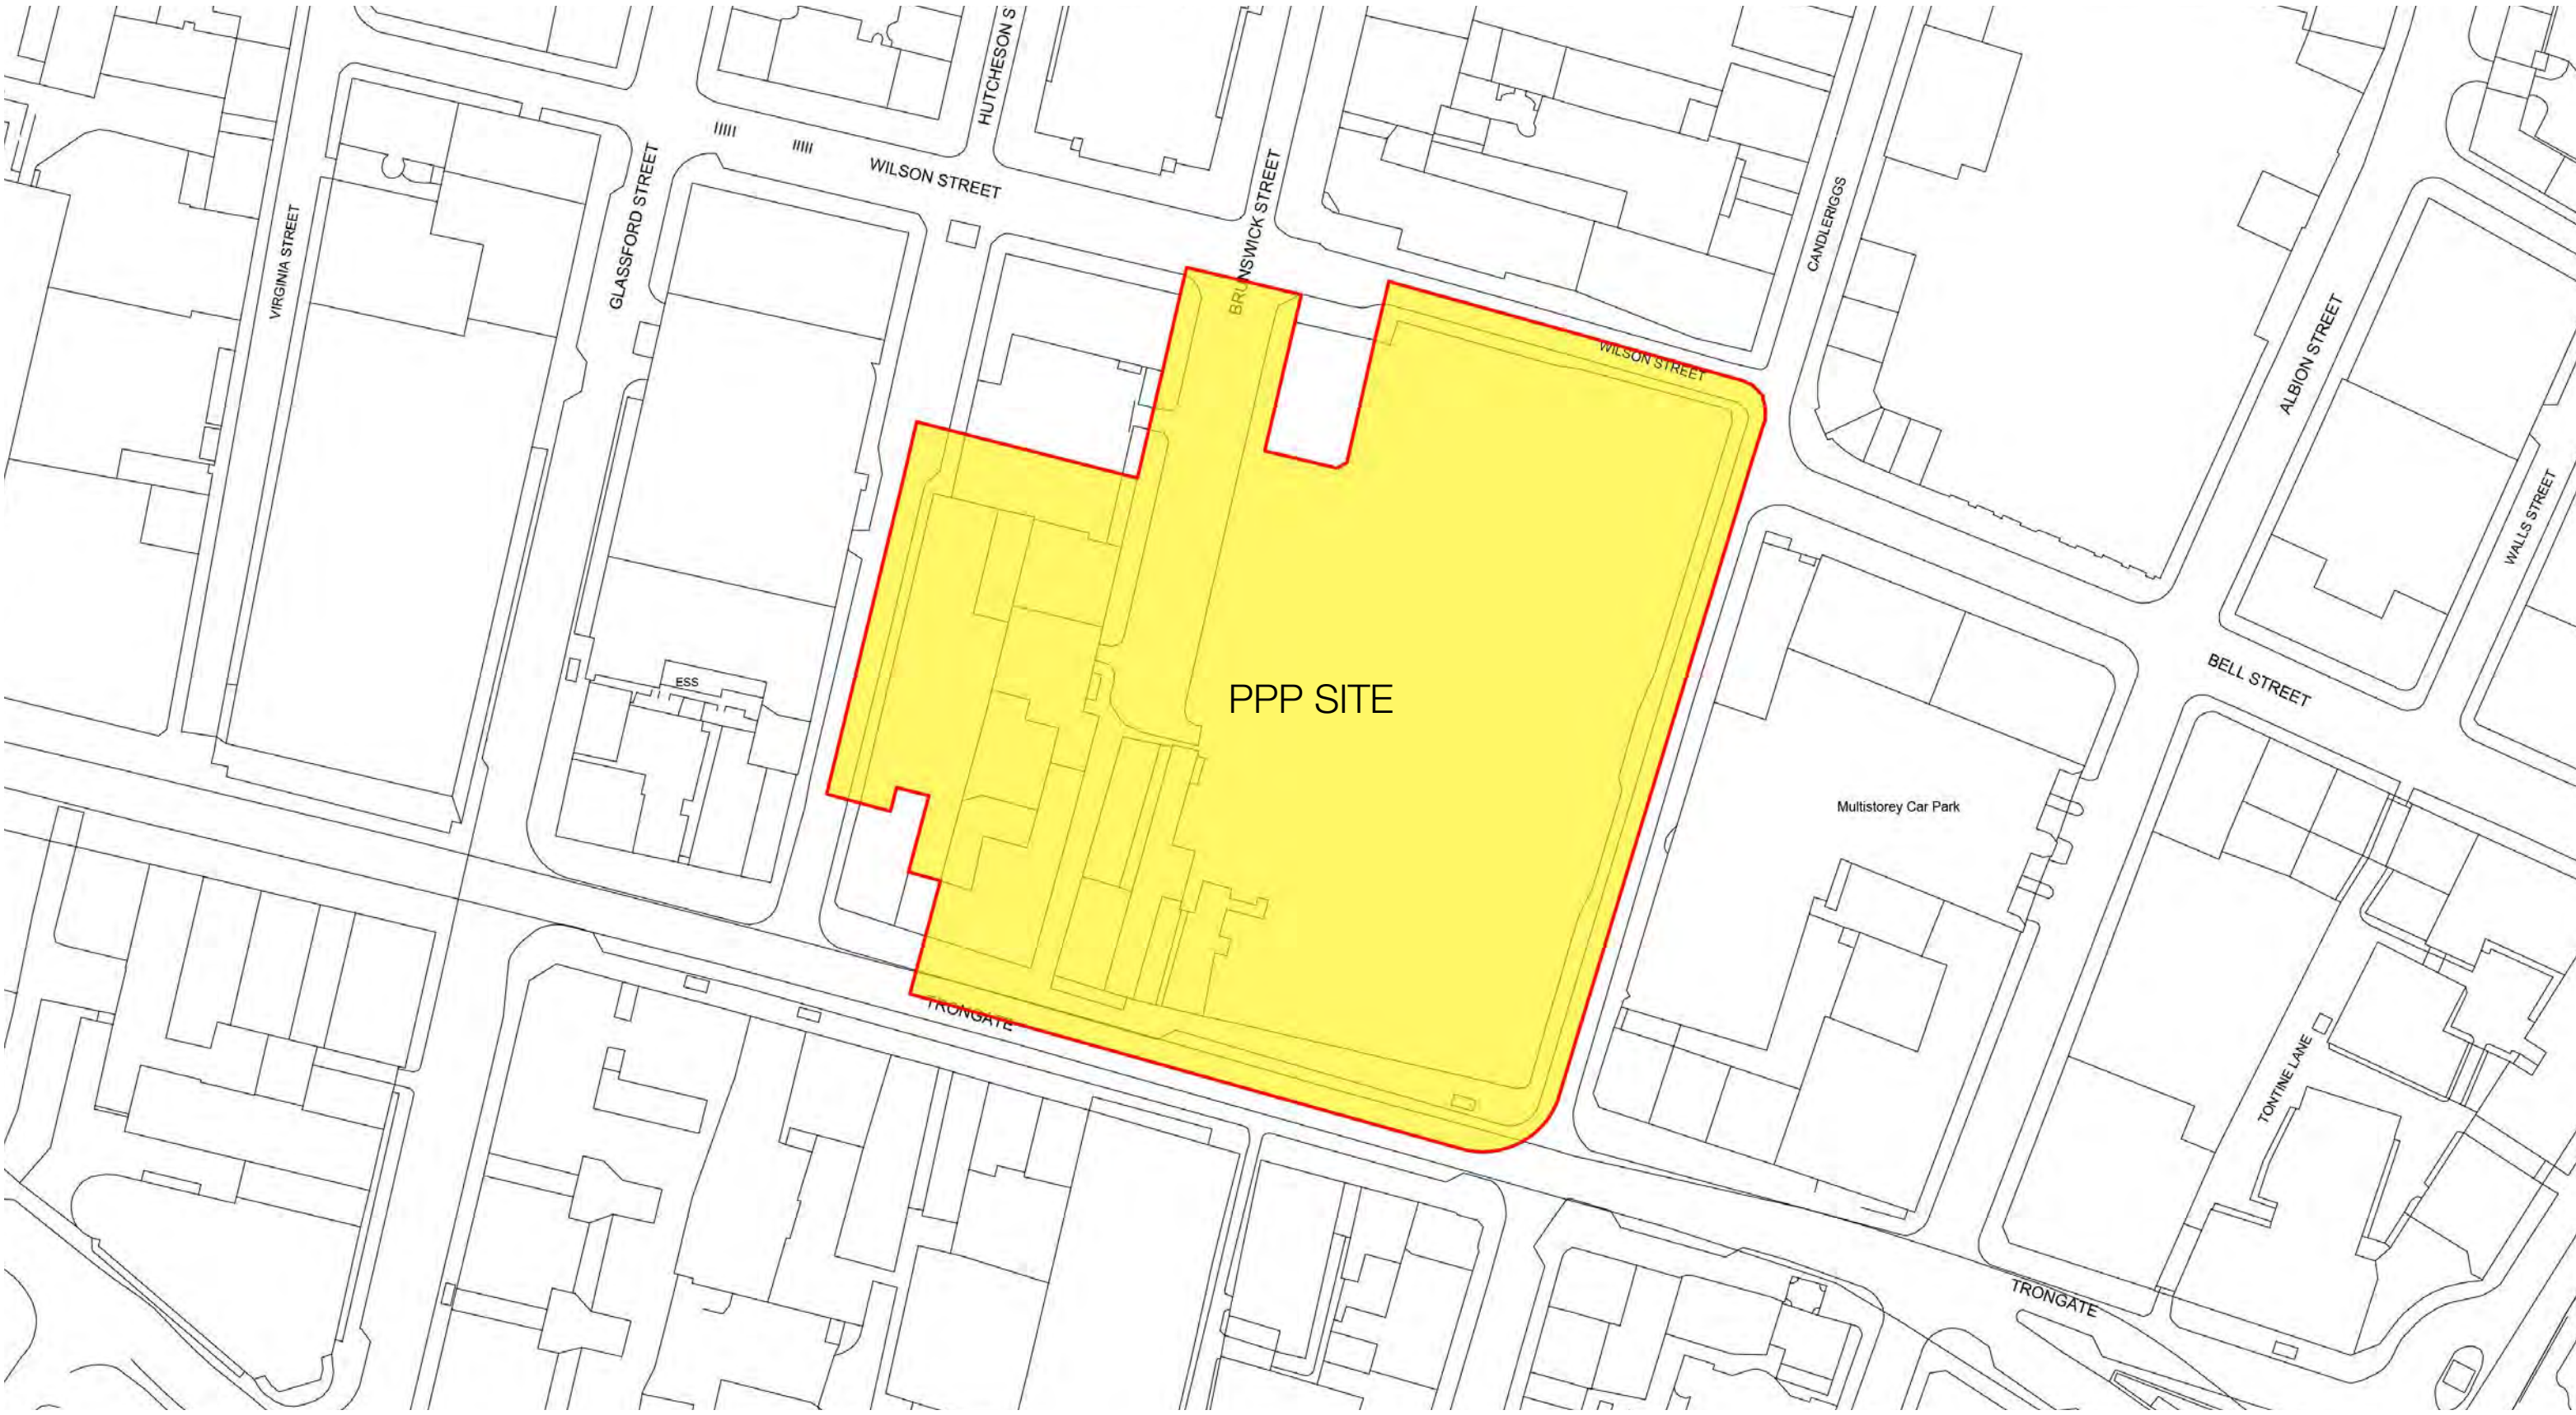 HUTCHESON S
WILSON STREET
GLASSFORD STREET
VIRGINIA STREET
BRUNSWICK STREET
CANDLERIGGS
WILSON STREET
ALBION STREET
WALLS STREET
BELL STREET
ESS
PPP SITE
Multistorey Car Park
TRONGATE
TONTINE LANE
TRONGATE